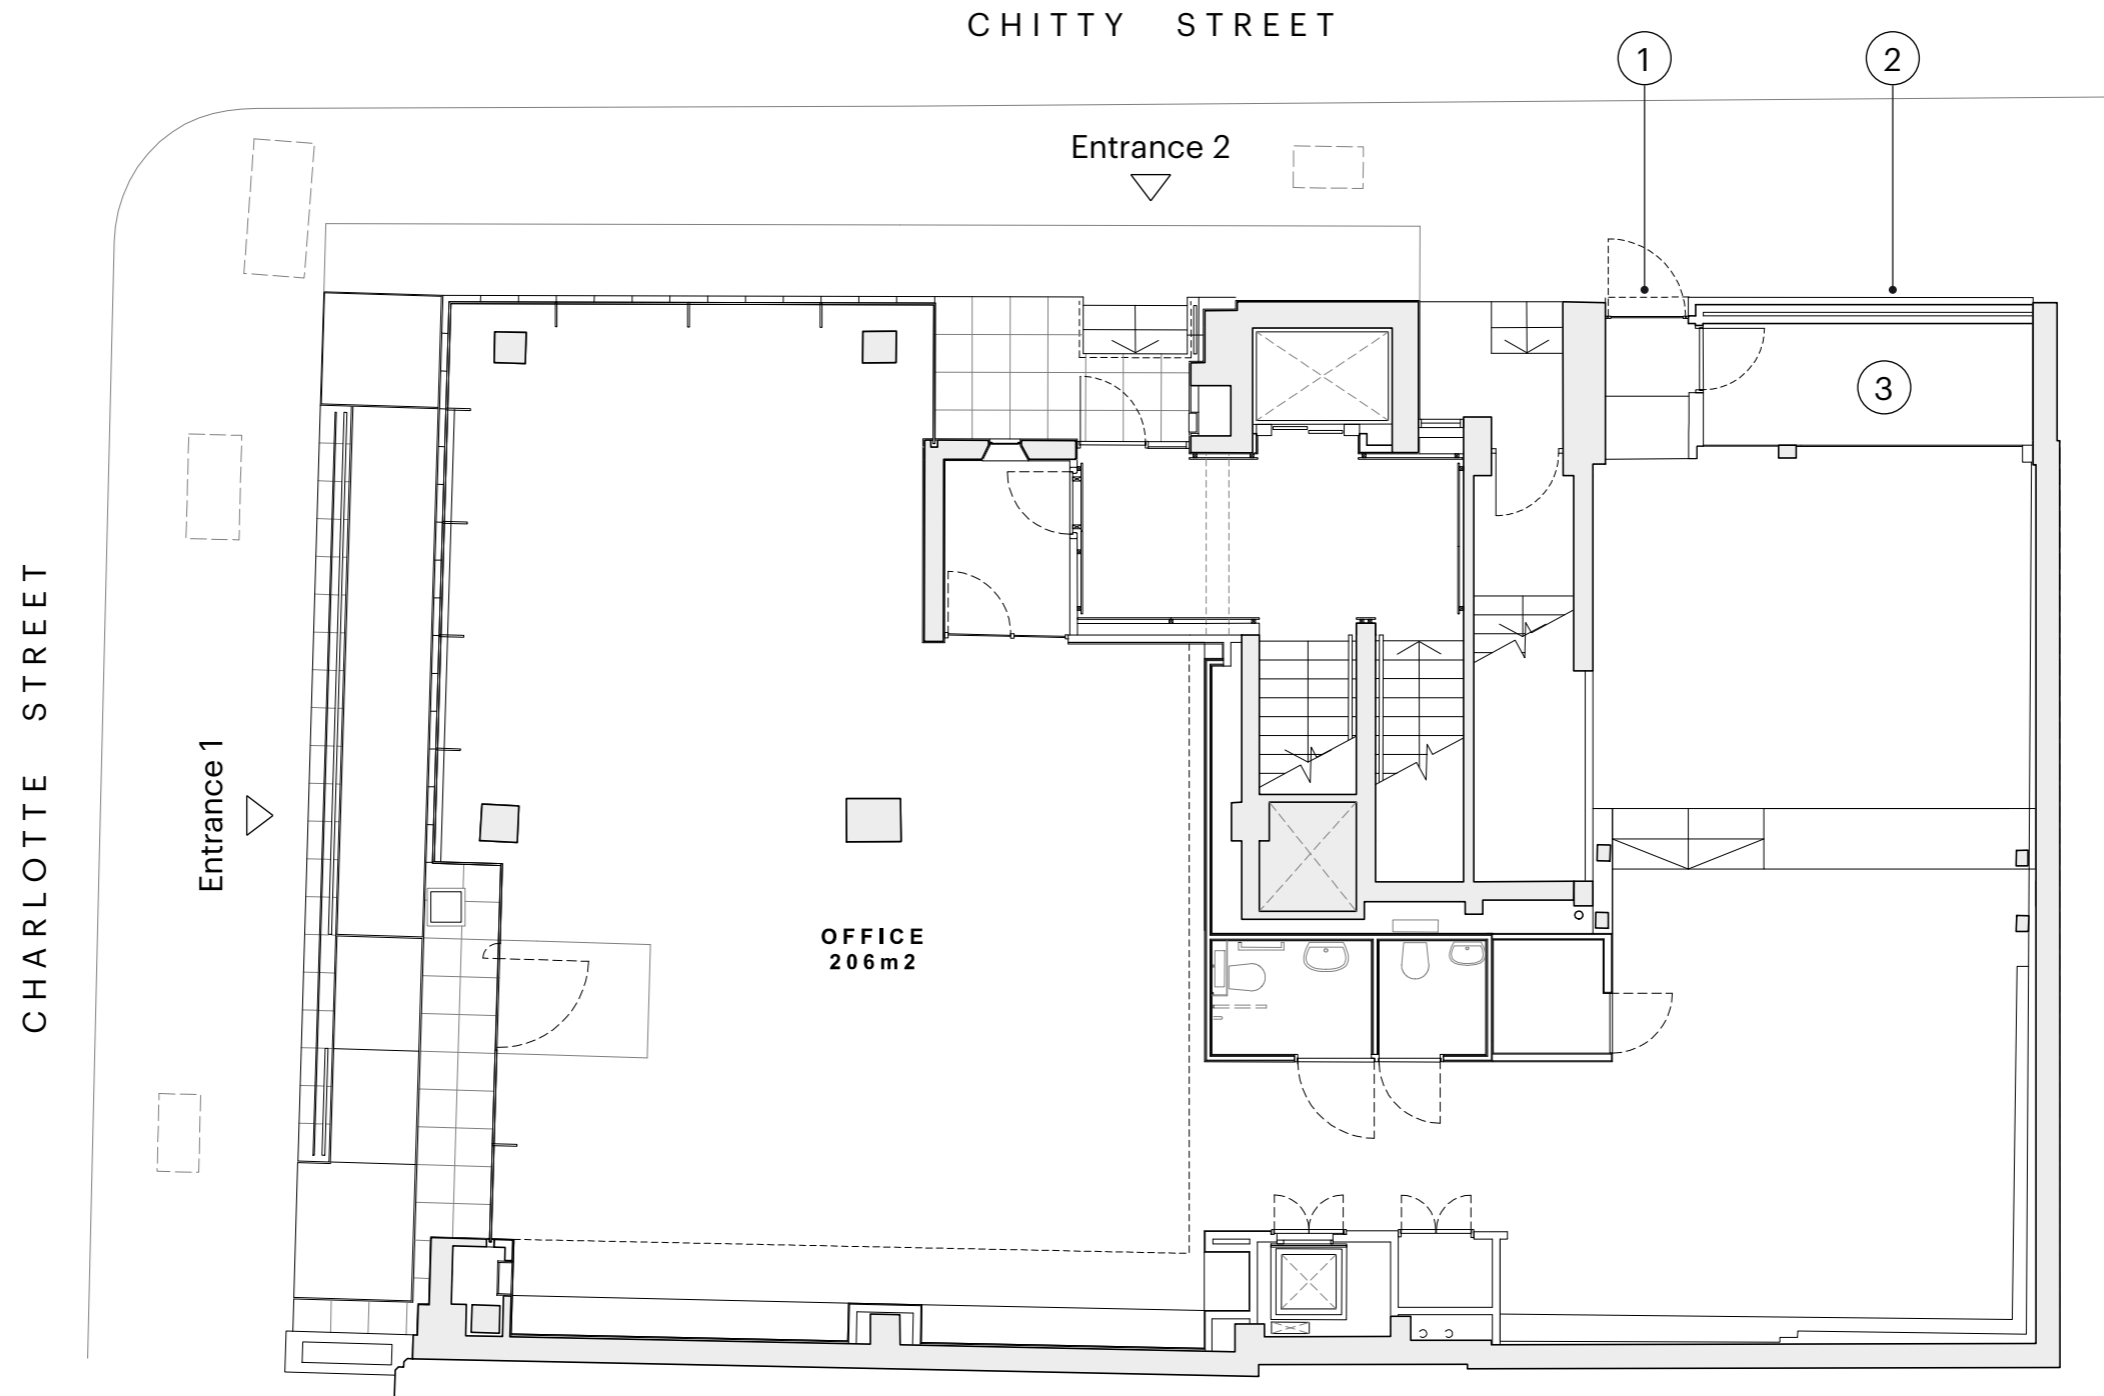 CHITTY STREET
1
2
Entrance 2
3
CHARLOTTE STREET
Entrance 1
OFFICE
206m2